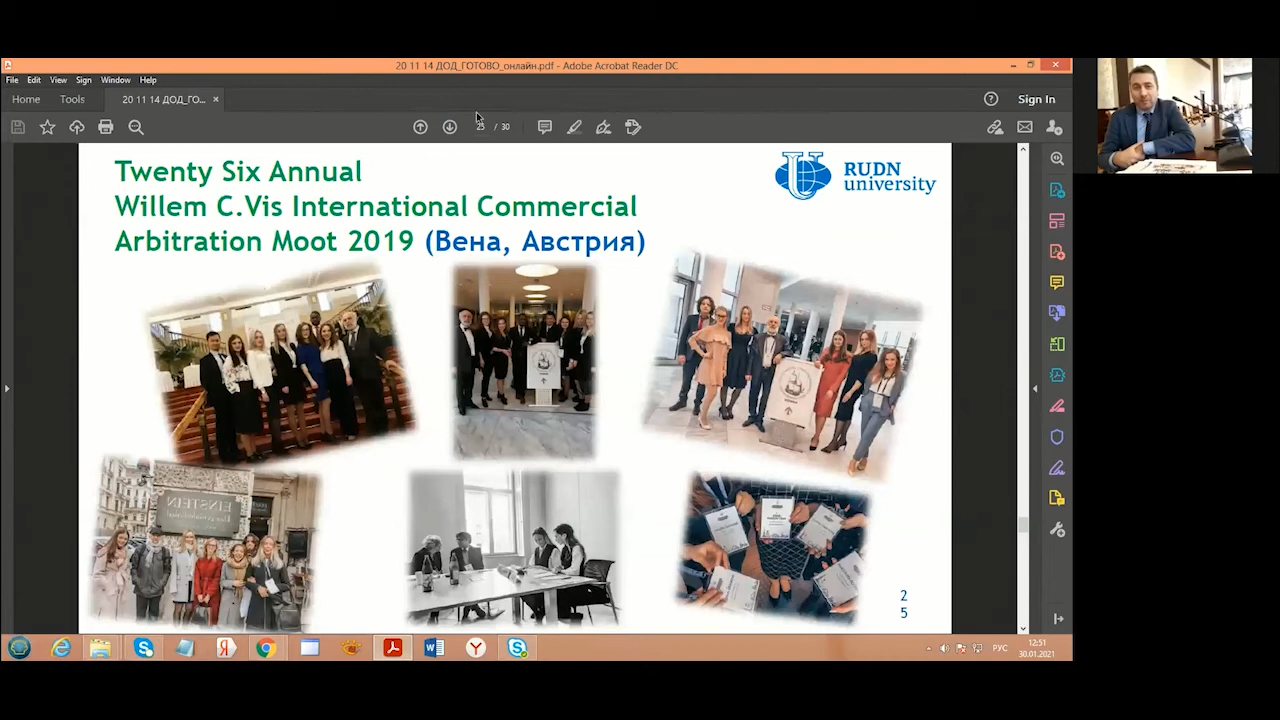 20 11 14 ДОД_ГОТОВО_онлайн.pdf - Adobe Acrobat Reader DC
File Edit View Sign Window Help
Home Tools 20 11 14 ДОД_ГО... × Sign In
25 / 30
Twenty Six Annual
Willem C.Vis International Commercial
Arbitration Moot 2019 (Вена, Австрия)
RUDN
university
EINSTEIN
2
5
РУС
12:51
30.01.2021